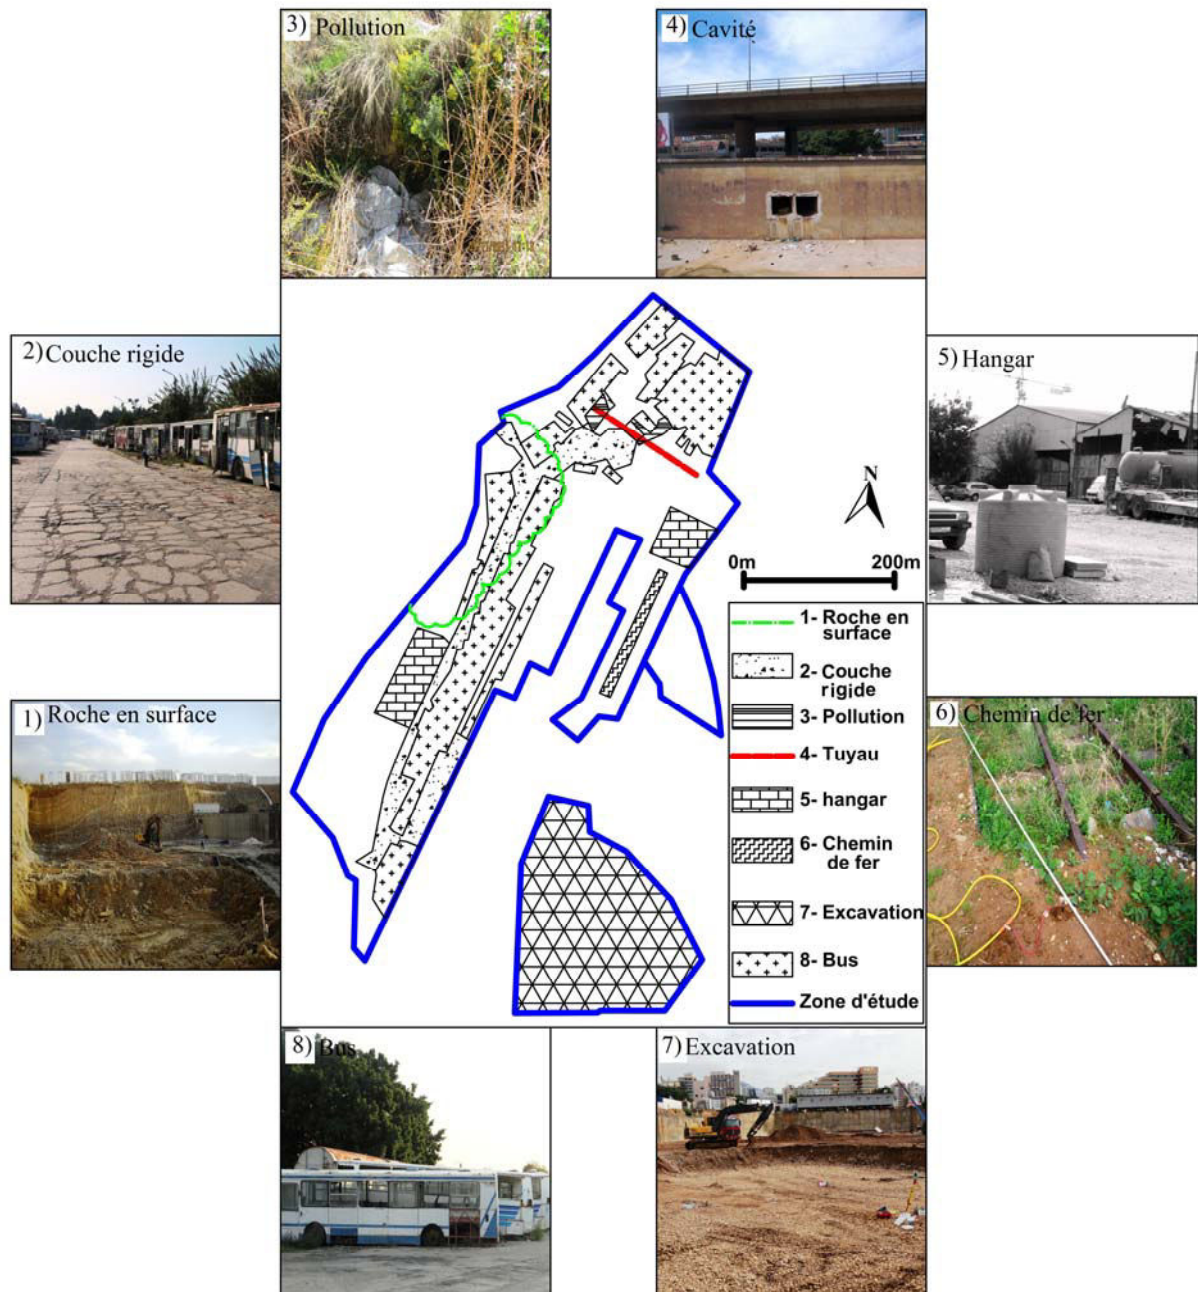 3) Pollution
4) Cavité
2) Couche rigide
5) Hangar
N
0m 200m
1- Roche en
surface
2- Couche
rigide
3- Pollution
4- Tuyau
5- hangar
6- Chemin
de fer
7- Excavation
8- Bus
Zone d'étude
1) Roche en surface
6) Chemin de fer
8) Bus
7) Excavation